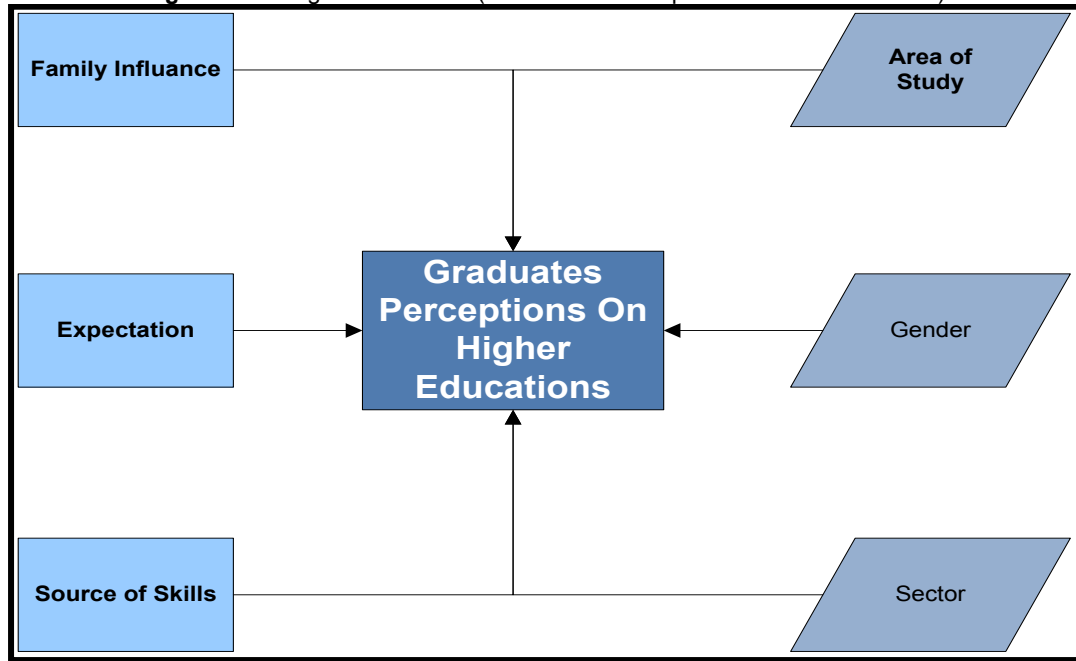 Family Influance
Area of
Study
Graduates
Perceptions On
Higher
Educations
Expectation
Gender
Source of Skills
Sector